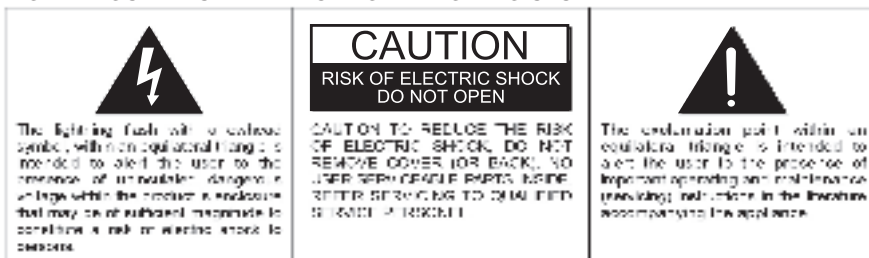 The lightning flash with arrowhead
symbol, within an equilateral triangle is
intended to alert the user to the
presence of uninsulated dangerous
voltage within the product's enclosure
that may be of sufficient magnitude to
constitute a risk of electric shock to
persons.
CAUTION
RISK OF ELECTRIC SHOCK
DO NOT OPEN
CAUTION TO REDUCE THE RISK
OF ELECTRIC SHOCK, DO NOT
REMOVE COVER (OR BACK). NO
USER SERVICEABLE PARTS INSIDE.
REFER SERVICING TO QUALIFIED
SERVICE PERSONNEL
The exclamation point within an
equilateral triangle is intended to
alert the user to the presence of
important operating and maintenance
(servicing) instructions in the literature
accompanying the appliance.